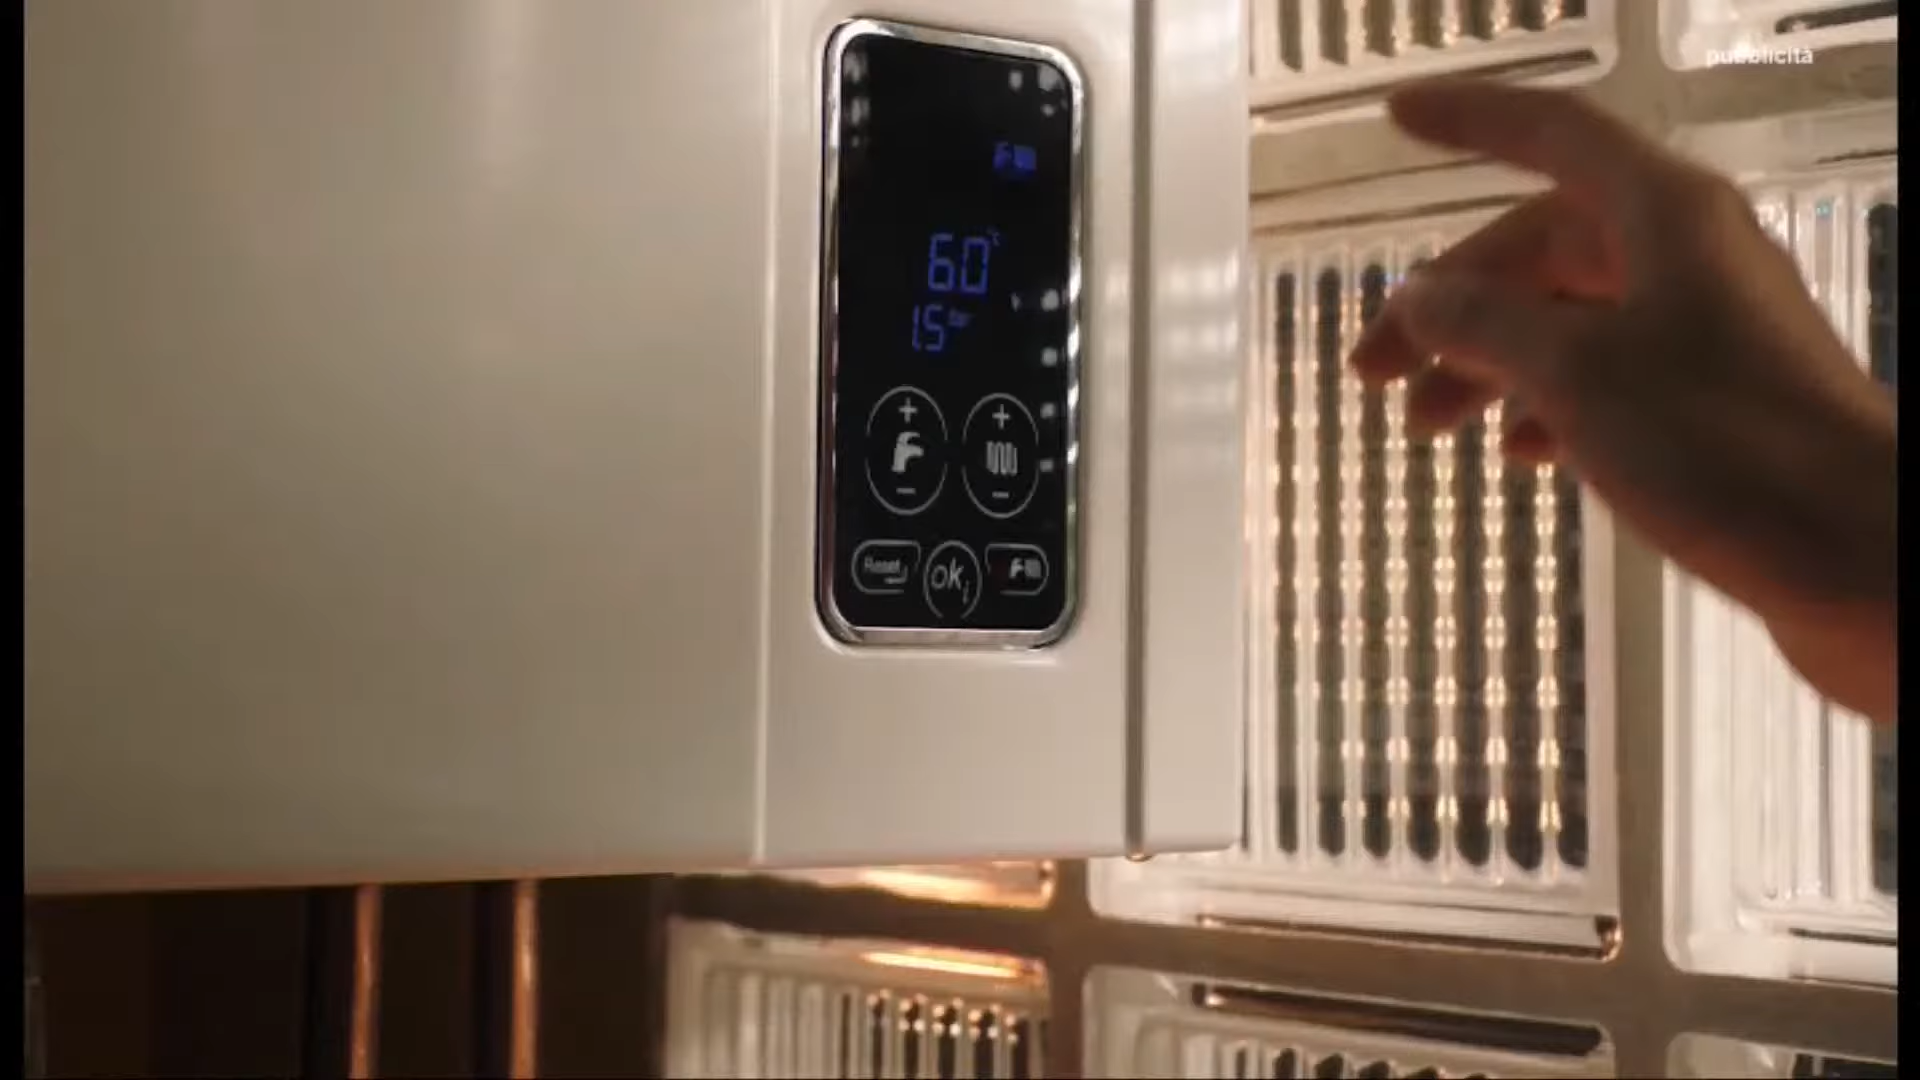 pubblicità
60°C
1.5 bar
+ +
- -
Reset ok i